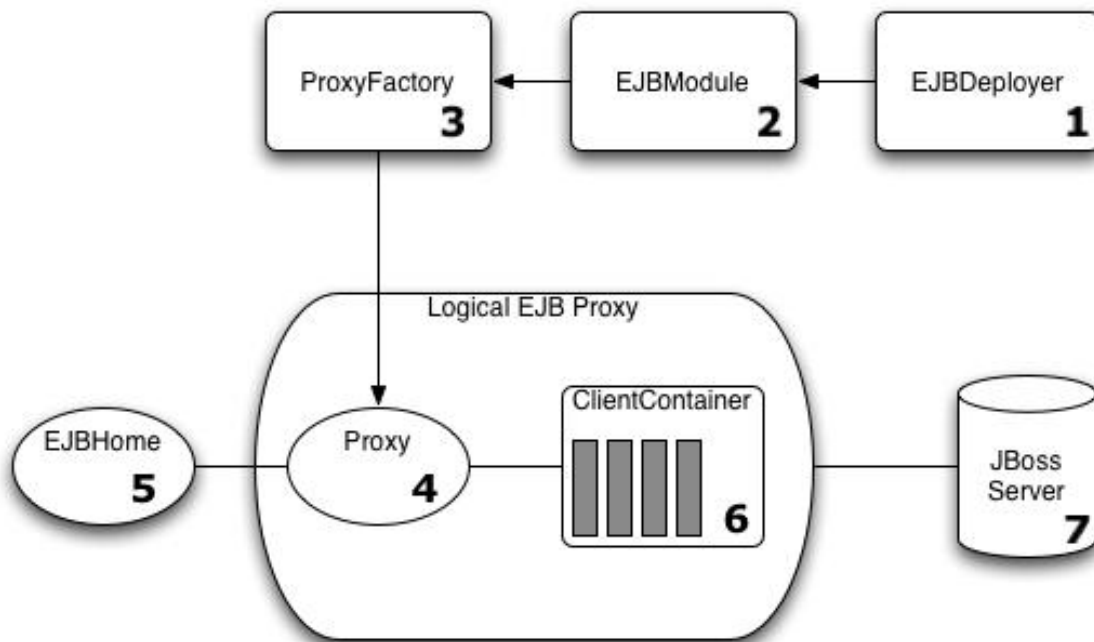 ProxyFactory
3
EJBModule
2
EJBDeployer
1
Logical EJB Proxy
EJBHome
5
Proxy
4
ClientContainer
6
JBoss
Server
7